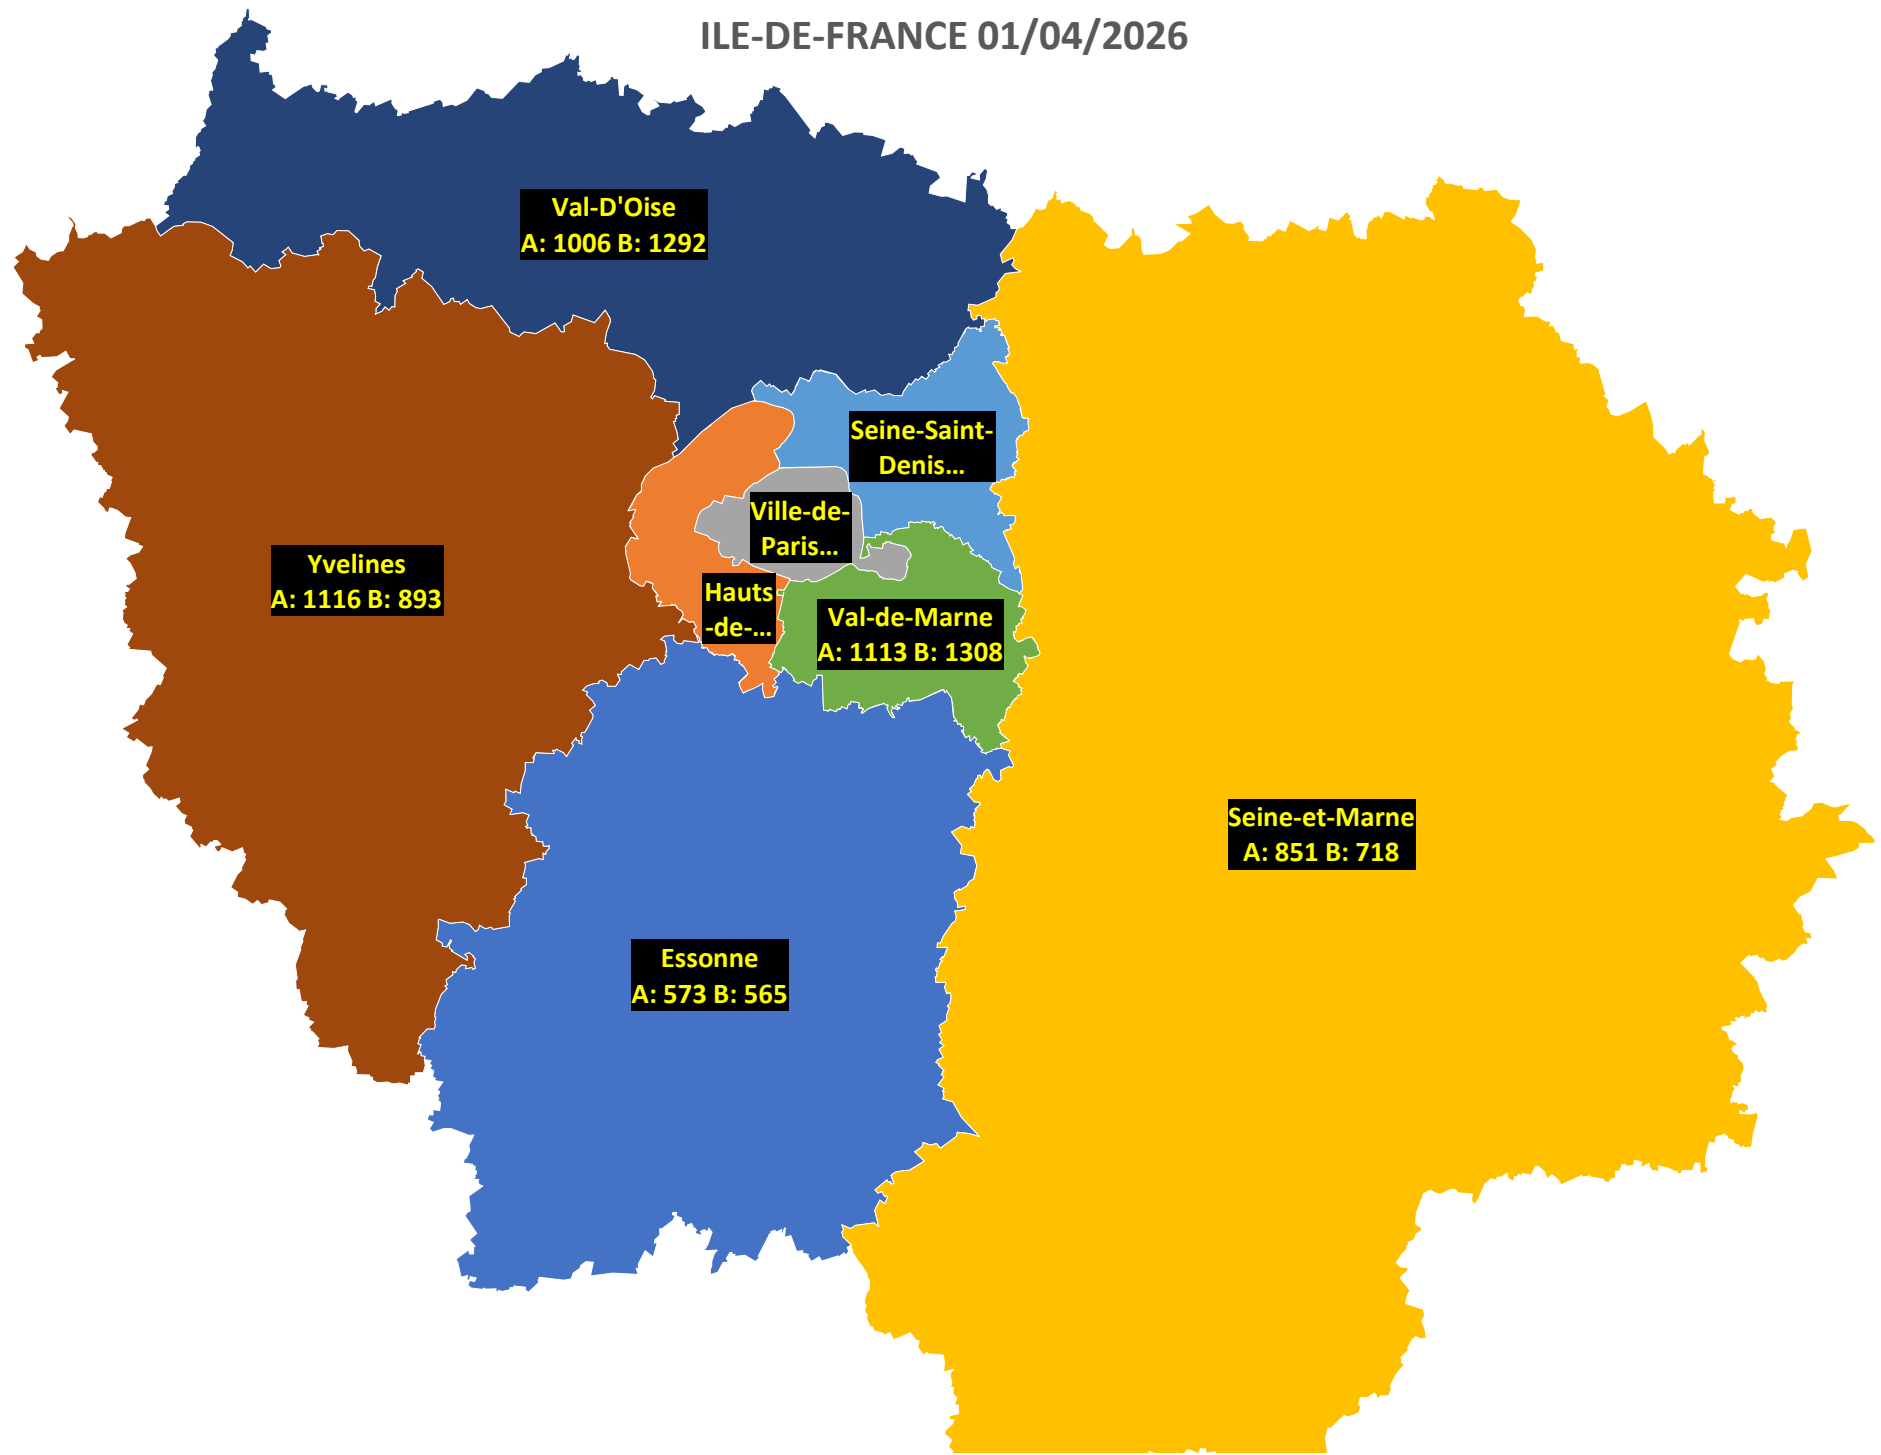 ILE-DE-FRANCE 01/04/2026
Val-D'Oise
A: 1006 B: 1292
Seine-Saint-
Denis...
Ville-de-
Paris...
Yvelines
A: 1116 B: 893
Hauts
-de-...
Val-de-Marne
A: 1113 B: 1308
Seine-et-Marne
A: 851 B: 718
Essonne
A: 573 B: 565